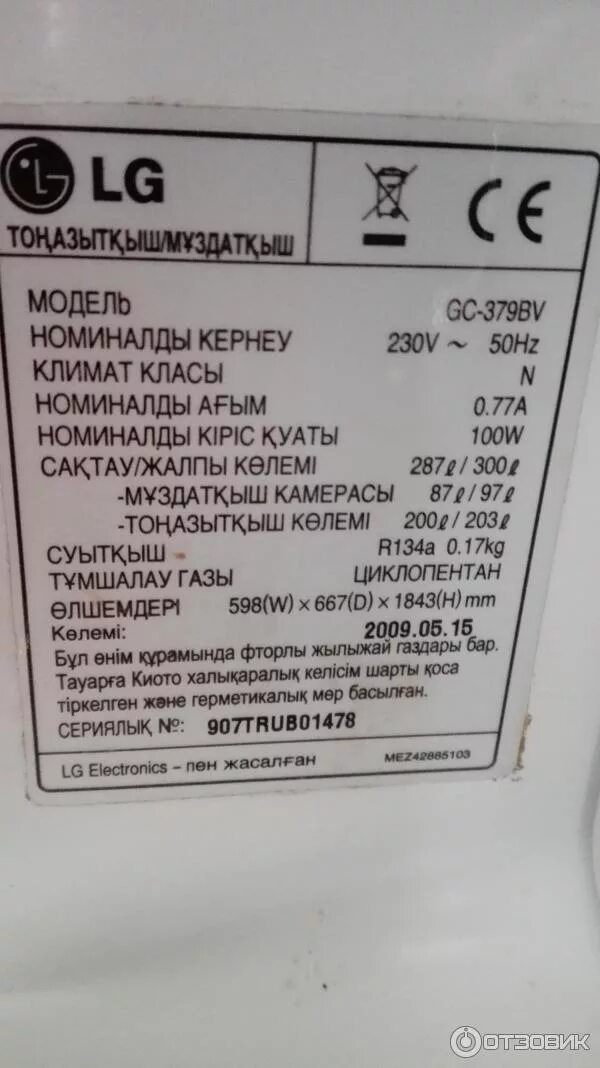 LG
ТОҢАЗЫТҚЫШ/МҰЗДАТҚЫШ
CE
МОДЕЛЬ GC-379BV
НОМИНАЛДЫ КЕРНЕУ 230V ~ 50Hz
КЛИМАТ КЛАСЫ N
НОМИНАЛДЫ АҒЫМ 0.77A
НОМИНАЛДЫ КІРІС ҚУАТЫ 100W
САҚТАУ/ЖАЛПЫ КӨЛЕМІ 287ℓ/300ℓ
-МҰЗДАТҚЫШ КАМЕРАСЫ 87ℓ/97ℓ
-ТОҢАЗЫТҚЫШ КӨЛЕМІ 200ℓ/203ℓ
СУЫТҚЫШ R134a 0.17kg
ТҰМШАЛАУ ГАЗЫ ЦИКЛОПЕНТАН
ӨЛШЕМДЕРІ 598(W)×667(D)×1843(H)mm
Көлемі: 2009.05.15
Бұл өнім құрамында фторлы жылыжай газдары бар.
Тауарға Киото халықаралық келісім шарты қоса
тіркелген және герметикалық мөр басылған.
СЕРИЯЛЫҚ №: 907TRUB01478
LG Electronics – пен жасалған MEZ42885103
ОТЗОВИК